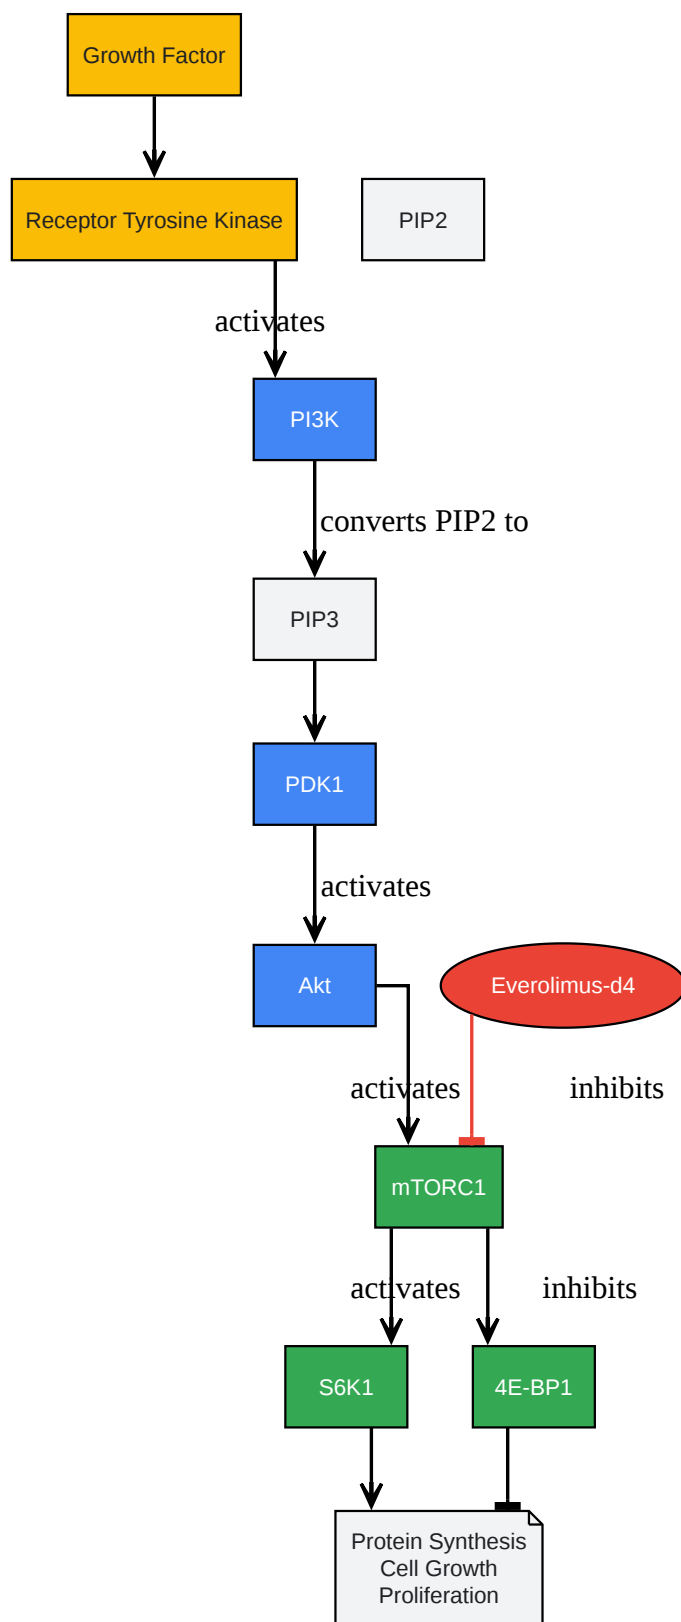 Growth Factor
Receptor Tyrosine Kinase
PIP2
activates
PI3K
converts PIP2 to
PIP3
PDK1
activates
Akt
Everolimus-d4
activates
inhibits
mTORC1
activates
inhibits
S6K1
4E-BP1
Protein Synthesis
Cell Growth
Proliferation